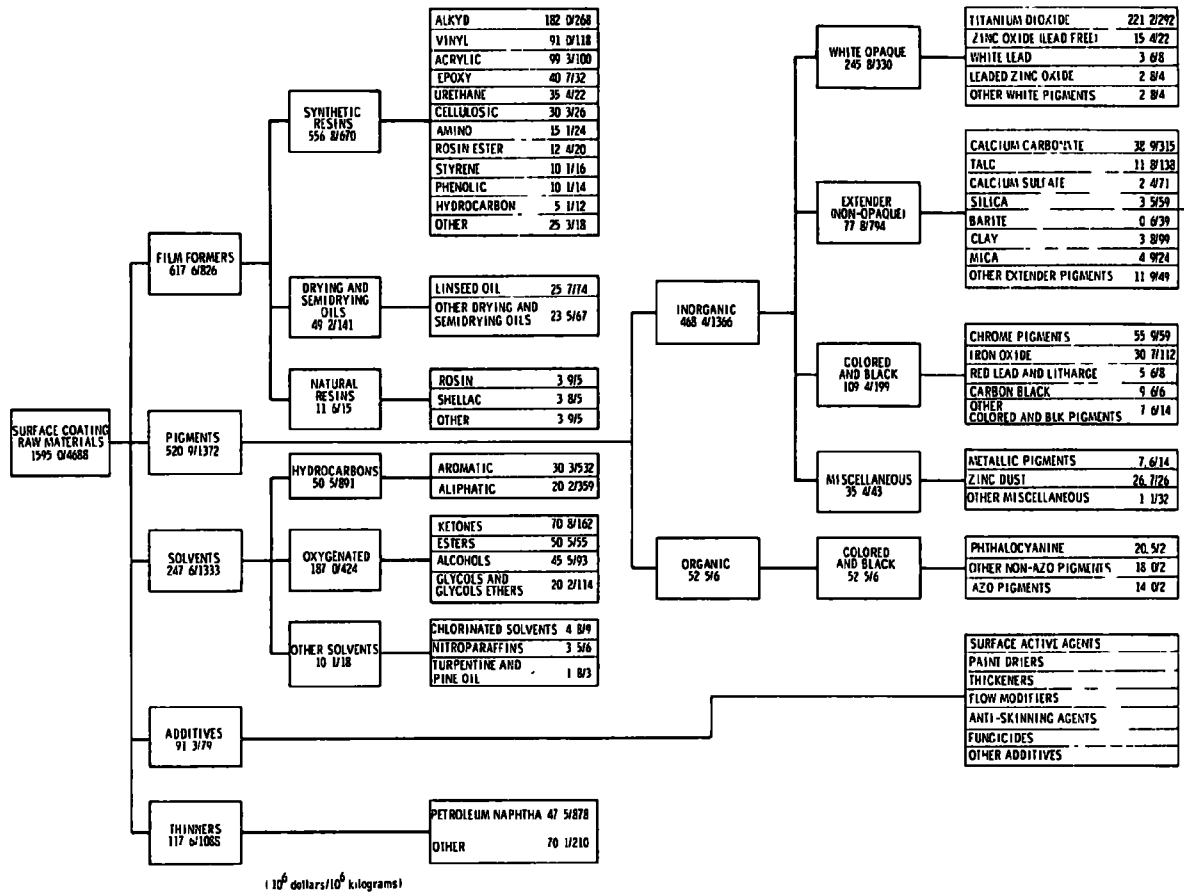 SURFACE COATING
RAW MATERIALS
1595 0/4688
FILM FORMERS
617 6/826
PIGMENTS
520 9/1372
SOLVENTS
247 6/1333
ADDITIVES
91 3/79
THINNERS
117 6/1088
SYNTHETIC
RESINS
556 8/670
DRYING AND
SEMIDRYING
OILS
49 2/141
NATURAL
RESINS
11 6/15
HYDROCARBONS
50 5/891
OXYGENATED
187 0/424
OTHER SOLVENTS
10 1/18
ALKYD 182 0/268
VINYL 91 0/118
ACRYLIC 99 3/100
EPOXY 40 7/32
URETHANE 35 4/22
CELLULOSIC 30 3/26
AMINO 15 1/24
ROSIN ESTER 12 4/20
STYRENE 10 1/16
PHENOLIC 10 1/14
HYDROCARBON 5 1/12
OTHER 25 3/18
LINSEED OIL 25 7/74
OTHER DRYING AND
SEMIDRYING OILS 23 5/67
ROSIN 3 9/5
SHELLAC 3 8/5
OTHER 3 9/5
AROMATIC 30 3/532
ALIPHATIC 20 2/359
KETONES 70 8/162
ESTERS 50 5/55
ALCOHOLS 45 5/93
GLYCOLS AND
GLYCOLS ETHERS 20 2/114
CHLORINATED SOLVENTS 4 8/9
NITROPARAFFINS 3 5/6
TURPENTINE AND
PINE OIL 1 8/3
PETROLEUM NAPHTHA 47 5/878
OTHER 70 1/210
INORGANIC
468 4/1366
ORGANIC
52 5/6
WHITE OPAQUE
245 8/330
EXTENDER
(NON-OPAQUE)
77 8/794
COLORED
AND BLACK
109 4/199
MISCELLANEOUS
35 4/43
COLORED
AND BLACK
52 5/6
TITANIUM DIOXIDE 221 2/292
ZINC OXIDE (LEAD FREE) 15 4/22
WHITE LEAD 3 6/8
LEADED ZINC OXIDE 2 8/4
OTHER WHITE PIGMENTS 2 8/4
CALCIUM CARBONATE 38 9/315
TALC 11 8/138
CALCIUM SULFATE 2 4/71
SILICA 3 5/59
BARITE 0 6/39
CLAY 3 8/99
MICA 4 9/24
OTHER EXTENDER PIGMENTS 11 9/49
CHROME PIGMENTS 55 9/59
IRON OXIDE 30 7/112
RED LEAD AND LITHARGE 5 6/8
CARBON BLACK 9 6/6
OTHER
COLORED AND BLK PIGMENTS 7 6/14
METALLIC PIGMENTS 7.6/14
ZINC DUST 26.7/26
OTHER MISCELLANEOUS 1 1/32
PHTHALOCYANINE 20.5/2
OTHER NON-AZO PIGMENTS 18 0/2
AZO PIGMENTS 14 0/2
SURFACE ACTIVE AGENTS
PAINT DRIERS
THICKENERS
FLOW MODIFIERS
ANTI-SKINNING AGENTS
FUNGICIDES
OTHER ADDITIVES
(10⁶ dollars/10⁶ kilograms)